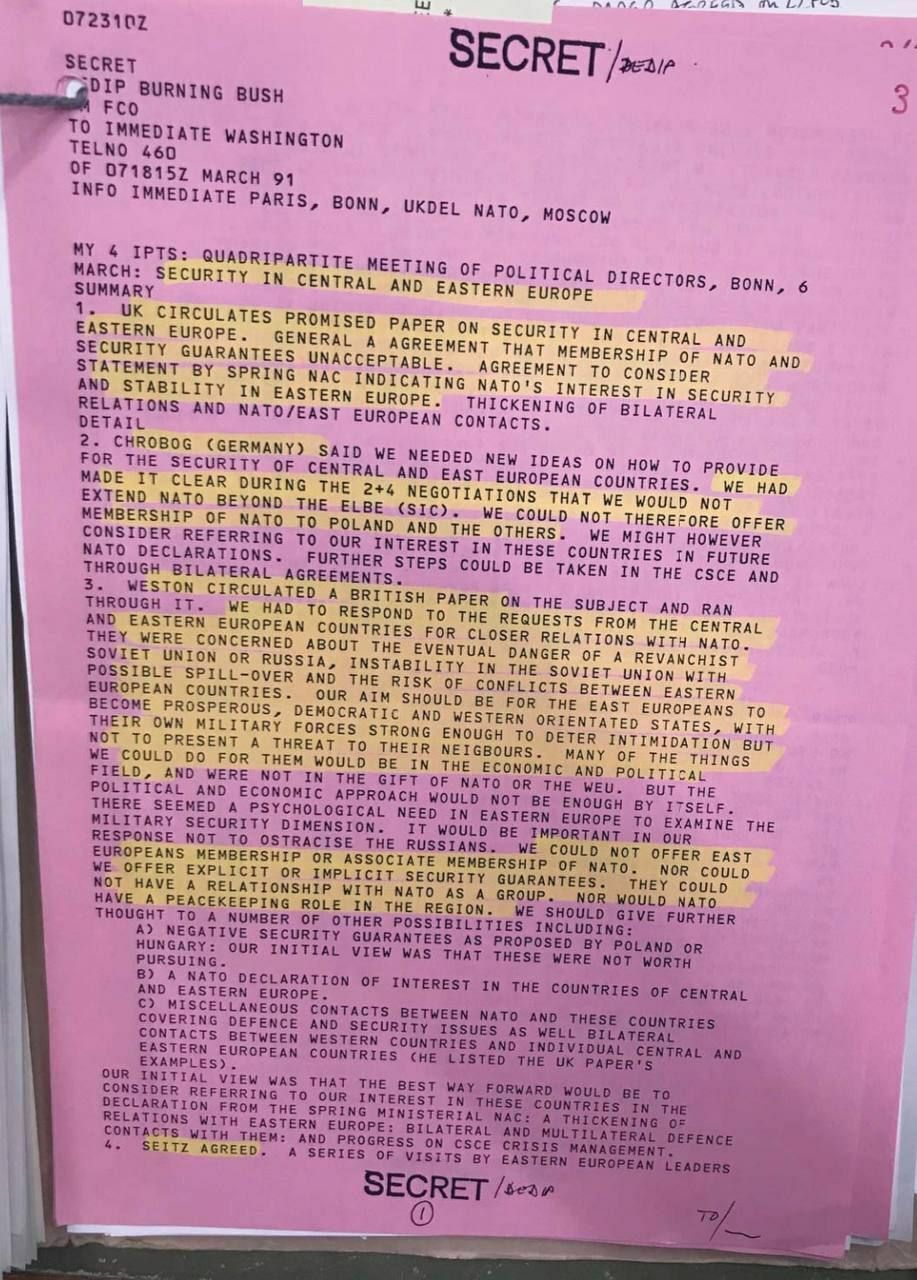 072310Z
SECRET/DEDIP
3
SECRET
DIP BURNING BUSH
FCO
TO IMMEDIATE WASHINGTON
TELNO 460
OF 071815Z MARCH 91
INFO IMMEDIATE PARIS, BONN, UKDEL NATO, MOSCOW
MY 4 IPTS: QUADRIPARTITE MEETING OF POLITICAL DIRECTORS, BONN, 6
MARCH: SECURITY IN CENTRAL AND EASTERN EUROPE
SUMMARY
1. UK CIRCULATES PROMISED PAPER ON SECURITY IN CENTRAL AND
EASTERN EUROPE. GENERAL A AGREEMENT THAT MEMBERSHIP OF NATO AND
SECURITY GUARANTEES UNACCEPTABLE. AGREEMENT TO CONSIDER
STATEMENT BY SPRING NAC INDICATING NATO'S INTEREST IN SECURITY
AND STABILITY IN EASTERN EUROPE. THICKENING OF BILATERAL
RELATIONS AND NATO/EAST EUROPEAN CONTACTS.
DETAIL
2. CHROBOG (GERMANY) SAID WE NEEDED NEW IDEAS ON HOW TO PROVIDE
FOR THE SECURITY OF CENTRAL AND EAST EUROPEAN COUNTRIES. WE HAD
MADE IT CLEAR DURING THE 2+4 NEGOTIATIONS THAT WE WOULD NOT
EXTEND NATO BEYOND THE ELBE (SIC). WE COULD NOT THEREFORE OFFER
MEMBERSHIP OF NATO TO POLAND AND THE OTHERS. WE MIGHT HOWEVER
CONSIDER REFERRING TO OUR INTEREST IN THESE COUNTRIES IN FUTURE
NATO DECLARATIONS. FURTHER STEPS COULD BE TAKEN IN THE CSCE AND
THROUGH BILATERAL AGREEMENTS.
3. WESTON CIRCULATED A BRITISH PAPER ON THE SUBJECT AND RAN
THROUGH IT. WE HAD TO RESPOND TO THE REQUESTS FROM THE CENTRAL
AND EASTERN EUROPEAN COUNTRIES FOR CLOSER RELATIONS WITH NATO.
THEY WERE CONCERNED ABOUT THE EVENTUAL DANGER OF A REVANCHIST
SOVIET UNION OR RUSSIA, INSTABILITY IN THE SOVIET UNION WITH
POSSIBLE SPILL-OVER AND THE RISK OF CONFLICTS BETWEEN EASTERN
EUROPEAN COUNTRIES. OUR AIM SHOULD BE FOR THE EAST EUROPEANS TO
BECOME PROSPEROUS, DEMOCRATIC AND WESTERN ORIENTATED STATES, WITH
THEIR OWN MILITARY FORCES STRONG ENOUGH TO DETER INTIMIDATION BUT
NOT TO PRESENT A THREAT TO THEIR NEIGBOURS. MANY OF THE THINGS
WE COULD DO FOR THEM WOULD BE IN THE ECONOMIC AND POLITICAL
FIELD, AND WERE NOT IN THE GIFT OF NATO OR THE WEU. BUT THE
POLITICAL AND ECONOMIC APPROACH WOULD NOT BE ENOUGH BY ITSELF.
THERE SEEMED A PSYCHOLOGICAL NEED IN EASTERN EUROPE TO EXAMINE THE
MILITARY SECURITY DIMENSION. IT WOULD BE IMPORTANT IN OUR
RESPONSE NOT TO OSTRACISE THE RUSSIANS. WE COULD NOT OFFER EAST
EUROPEANS MEMBERSHIP OR ASSOCIATE MEMBERSHIP OF NATO. NOR COULD
WE OFFER EXPLICIT OR IMPLICIT SECURITY GUARANTEES. THEY COULD
NOT HAVE A RELATIONSHIP WITH NATO AS A GROUP. NOR WOULD NATO
HAVE A PEACEKEEPING ROLE IN THE REGION. WE SHOULD GIVE FURTHER
THOUGHT TO A NUMBER OF OTHER POSSIBILITIES INCLUDING:
A) NEGATIVE SECURITY GUARANTEES AS PROPOSED BY POLAND OR
HUNGARY: OUR INITIAL VIEW WAS THAT THESE WERE NOT WORTH
PURSUING.
B) A NATO DECLARATION OF INTEREST IN THE COUNTRIES OF CENTRAL
AND EASTERN EUROPE.
C) MISCELLANEOUS CONTACTS BETWEEN NATO AND THESE COUNTRIES
COVERING DEFENCE AND SECURITY ISSUES AS WELL BILATERAL
CONTACTS BETWEEN WESTERN COUNTRIES AND INDIVIDUAL CENTRAL AND
EASTERN EUROPEAN COUNTRIES (HE LISTED THE UK PAPER'S
EXAMPLES).
OUR INITIAL VIEW WAS THAT THE BEST WAY FORWARD WOULD BE TO
CONSIDER REFERRING TO OUR INTEREST IN THESE COUNTRIES IN THE
DECLARATION FROM THE SPRING MINISTERIAL NAC: A THICKENING OF
RELATIONS WITH EASTERN EUROPE: BILATERAL AND MULTILATERAL DEFENCE
CONTACTS WITH THEM: AND PROGRESS ON CSCE CRISIS MANAGEMENT.
4. SEITZ AGREED. A SERIES OF VISITS BY EASTERN EUROPEAN LEADERS
SECRET/DEDIP
1
TO/